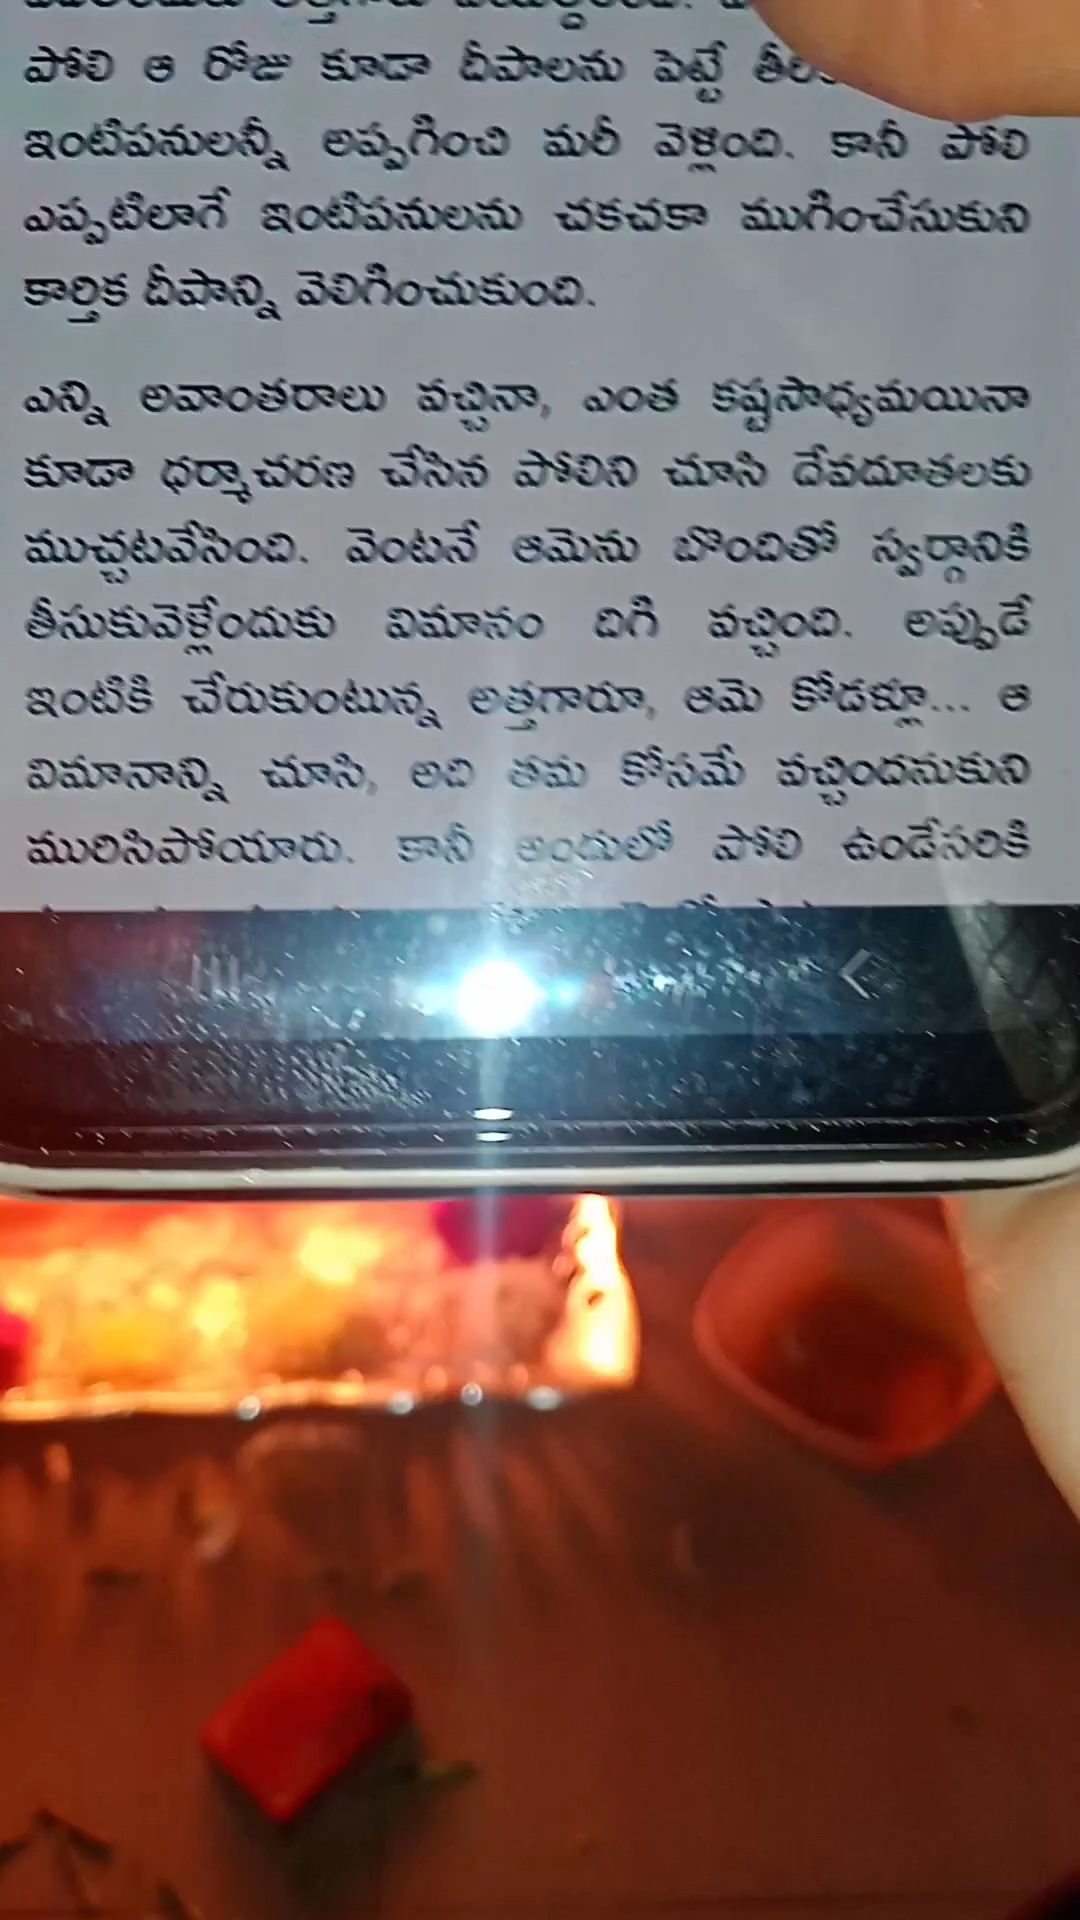 పోలి ఆ రోజు కూడా దీపాలను పెట్టే
ఇంటిపనులన్నీ అప్పగించి మరీ వెళ్లింది. కానీ పోలి
ఎప్పటిలాగే ఇంటిపనులను చకచకా ముగించేసుకుని
కార్తిక దీపాన్ని వెలిగించుకుంది.
ఎన్ని అవాంతరాలు వచ్చినా, ఎంత కష్టసాధ్యమయినా
కూడా ధర్మాచరణ చేసిన పోలిని చూసి దేవదూతలకు
ముచ్చటవేసింది. వెంటనే ఆమెను బొందితో స్వర్గానికి
తీసుకువెళ్లేందుకు విమానం దిగి వచ్చింది. అప్పుడే
ఇంటికి చేరుకుంటున్న అత్తగారూ, ఆమె కోడళ్లూ... ఆ
విమానాన్ని చూసి, అది తమ కోసమే వచ్చిందనుకుని
మురిసిపోయారు. కానీ అందులో పోలి ఉండేసరికి